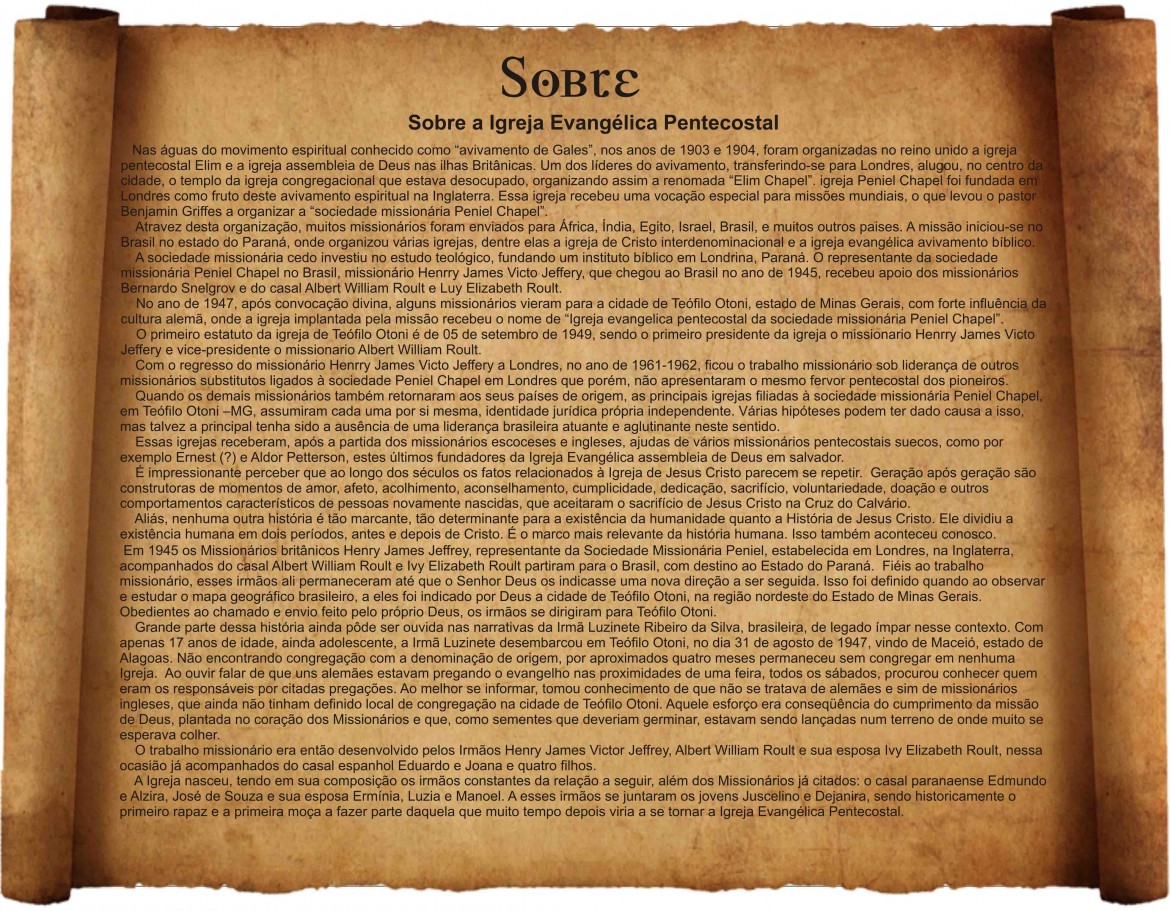 Sobre
Sobre a Igreja Evangélica Pentecostal
Nas águas do movimento espiritual conhecido como “avivamento de Gales”, nos anos de 1903 e 1904, foram organizadas no reino unido a igreja
pentecostal Elim e a igreja assembleia de Deus nas ilhas Britânicas. Um dos líderes do avivamento, transferindo-se para Londres, alugou, no centro da
cidade, o templo da igreja congregacional que estava desocupado, organizando assim a renomada “Elim Chapel”. igreja Peniel Chapel foi fundada em
Londres como fruto deste avivamento espiritual na Inglaterra. Essa igreja recebeu uma vocação especial para missões mundiais, o que levou o pastor
Benjamin Griffes a organizar a “sociedade missionária Peniel Chapel”.
Atravez desta organização, muitos missionários foram enviados para África, Índia, Egito, Israel, Brasil, e muitos outros paises. A missão iniciou-se no
Brasil no estado do Paraná, onde organizou várias igrejas, dentre elas a igreja de Cristo interdenominacional e a igreja evangélica avivamento bíblico.
A sociedade missionária cedo investiu no estudo teológico, fundando um instituto bíblico em Londrina, Paraná. O representante da sociedade
missionária Peniel Chapel no Brasil, missionário Henrry James Victo Jeffery, que chegou ao Brasil no ano de 1945, recebeu apoio dos missionários
Bernardo Snelgrov e do casal Albert William Roult e Luy Elizabeth Roult.
No ano de 1947, após convocação divina, alguns missionários vieram para a cidade de Teófilo Otoni, estado de Minas Gerais, com forte influência da
cultura alemã, onde a igreja implantada pela missão recebeu o nome de “Igreja evangelica pentecostal da sociedade missionária Peniel Chapel”.
O primeiro estatuto da igreja de Teófilo Otoni é de 05 de setembro de 1949, sendo o primeiro presidente da igreja o missionario Henrry James Victo
Jeffery e vice-presidente o missionario Albert William Roult.
Com o regresso do missionário Henrry James Victo Jeffery a Londres, no ano de 1961-1962, ficou o trabalho missionário sob liderança de outros
missionários substitutos ligados à sociedade Peniel Chapel em Londres que porém, não apresentaram o mesmo fervor pentecostal dos pioneiros.
Quando os demais missionários também retornaram aos seus países de origem, as principais igrejas filiadas à sociedade missionária Peniel Chapel,
em Teófilo Otoni –MG, assumiram cada uma por si mesma, identidade jurídica própria independente. Várias hipóteses podem ter dado causa a isso,
mas talvez a principal tenha sido a ausência de uma liderança brasileira atuante e aglutinante neste sentido.
Essas igrejas receberam, após a partida dos missionários escoceses e ingleses, ajudas de vários missionários pentecostais suecos, como por
exemplo Ernest (?) e Aldor Petterson, estes últimos fundadores da Igreja Evangélica assembleia de Deus em salvador.
É impressionante perceber que ao longo dos séculos os fatos relacionados à Igreja de Jesus Cristo parecem se repetir. Geração após geração são
construtoras de momentos de amor, afeto, acolhimento, aconselhamento, cumplicidade, dedicação, sacrifício, voluntariedade, doação e outros
comportamentos característicos de pessoas novamente nascidas, que aceitaram o sacrifício de Jesus Cristo na Cruz do Calvário.
Aliás, nenhuma outra história é tão marcante, tão determinante para a existência da humanidade quanto a História de Jesus Cristo. Ele dividiu a
existência humana em dois períodos, antes e depois de Cristo. É o marco mais relevante da história humana. Isso também aconteceu conosco.
Em 1945 os Missionários britânicos Henry James Jeffrey, representante da Sociedade Missionária Peniel, estabelecida em Londres, na Inglaterra,
acompanhados do casal Albert William Roult e Ivy Elizabeth Roult partiram para o Brasil, com destino ao Estado do Paraná. Fiéis ao trabalho
missionário, esses irmãos ali permaneceram até que o Senhor Deus os indicasse uma nova direção a ser seguida. Isso foi definido quando ao observar
e estudar o mapa geográfico brasileiro, a eles foi indicado por Deus a cidade de Teófilo Otoni, na região nordeste do Estado de Minas Gerais.
Obedientes ao chamado e envio feito pelo próprio Deus, os irmãos se dirigiram para Teófilo Otoni.
Grande parte dessa história ainda pôde ser ouvida nas narrativas da Irmã Luzinete Ribeiro da Silva, brasileira, de legado ímpar nesse contexto. Com
apenas 17 anos de idade, ainda adolescente, a Irmã Luzinete desembarcou em Teófilo Otoni, no dia 31 de agosto de 1947, vindo de Maceió, estado de
Alagoas. Não encontrando congregação com a denominação de origem, por aproximados quatro meses permaneceu sem congregar em nenhuma
Igreja. Ao ouvir falar de que uns alemães estavam pregando o evangelho nas proximidades de uma feira, todos os sábados, procurou conhecer quem
eram os responsáveis por citadas pregações. Ao melhor se informar, tomou conhecimento de que não se tratava de alemães e sim de missionários
ingleses, que ainda não tinham definido local de congregação na cidade de Teófilo Otoni. Aquele esforço era conseqüência do cumprimento da missão
de Deus, plantada no coração dos Missionários e que, como sementes que deveriam germinar, estavam sendo lançadas num terreno de onde muito se
esperava colher.
O trabalho missionário era então desenvolvido pelos Irmãos Henry James Victor Jeffrey, Albert William Roult e sua esposa Ivy Elizabeth Roult, nessa
ocasião já acompanhados do casal espanhol Eduardo e Joana e quatro filhos.
A Igreja nasceu, tendo em sua composição os irmãos constantes da relação a seguir, além dos Missionários já citados: o casal paranaense Edmundo
e Alzira, José de Souza e sua esposa Ermínia, Luzia e Manoel. A esses irmãos se juntaram os jovens Juscelino e Dejanira, sendo historicamente o
primeiro rapaz e a primeira moça a fazer parte daquela que muito tempo depois viria a se tornar a Igreja Evangélica Pentecostal.